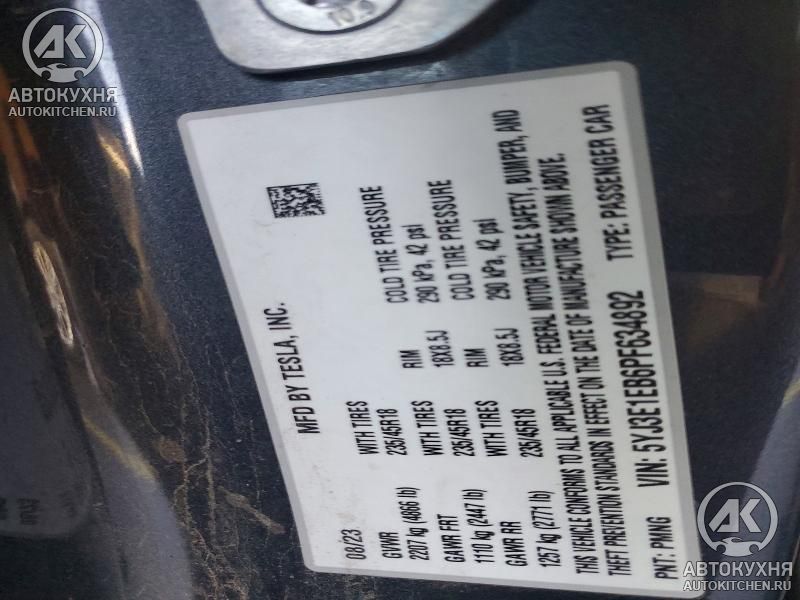 АК
АВТОКУХНЯ
AUTOKITCHEN.RU
10.9
MFD BY TESLA, INC.
08/23
GVWR WITH TIRES RIM COLD TIRE PRESSURE
2207 kg (4866 lb) 235/45R18 18X8.5J 290 kPa, 42 psi
GAWR FRT WITH TIRES RIM COLD TIRE PRESSURE
1110 kg (2447 lb) 235/45R18 18X8.5J 290 kPa, 42 psi
GAWR RR
1257 kg (2771 lb)
THIS VEHICLE CONFORMS TO ALL APPLICABLE U.S. FEDERAL MOTOR VEHICLE SAFETY, BUMPER, AND
THEFT PREVENTION STANDARDS IN EFFECT ON THE DATE OF MANUFACTURE SHOWN ABOVE.
PNT: PMNG VIN: 5YJ3E1EB6PF634892 TYPE: PASSENGER CAR
АК
АВТОКУХНЯ
AUTOKITCHEN.RU